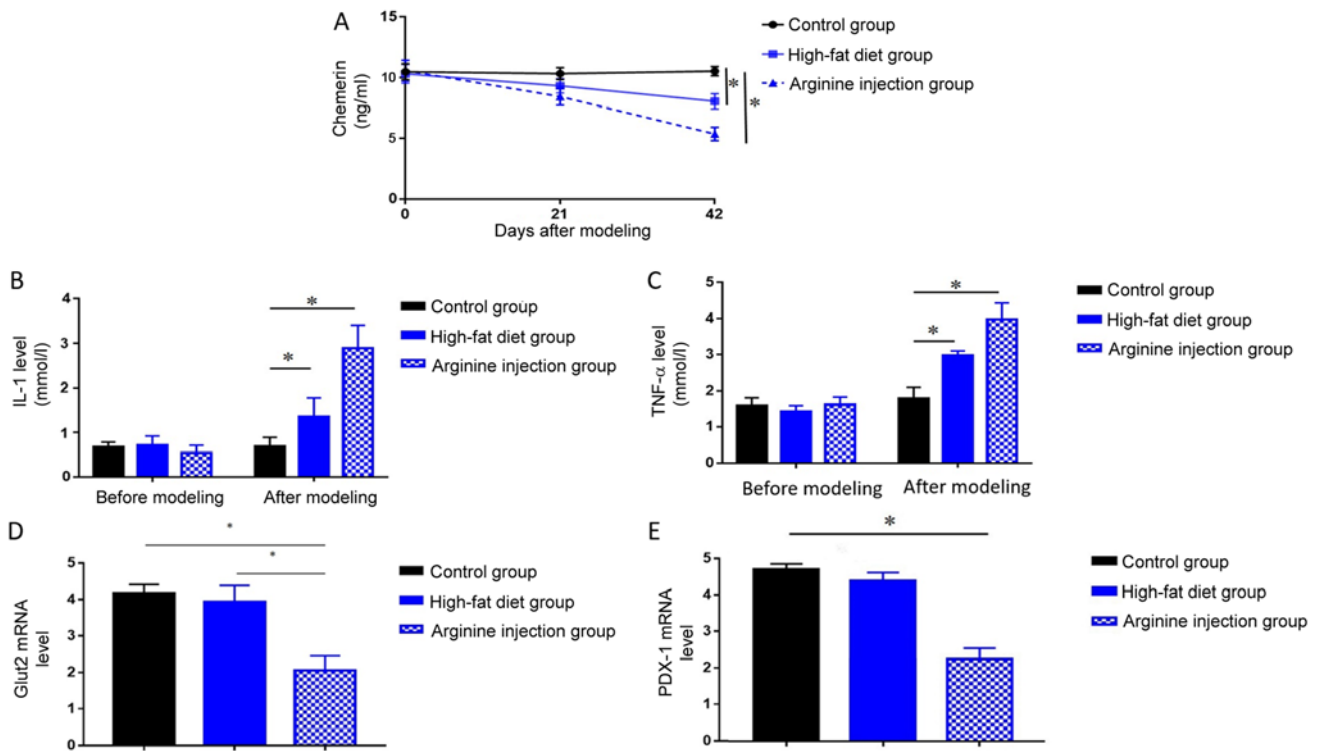 A
15
10
5
0
Chemerin
(ng/ml)
0 21 42
Days after modeling
*
*
Control group
High-fat diet group
Arginine injection group
B
4
3
2
1
0
IL-1 level
(mmol/l)
*
*
Before modeling After modeling
Control group
High-fat diet group
Arginine injection group
C
5
4
3
2
1
0
TNF-α level
(mmol/l)
*
*
Before modeling After modeling
Control group
High-fat diet group
Arginine injection group
D
5
4
3
2
1
0
Glut2 mRNA
level
*
*
Control group
High-fat diet group
Arginine injection group
E
5
4
3
2
1
0
PDX-1 mRNA
level
*
Control group
High-fat diet group
Arginine injection group